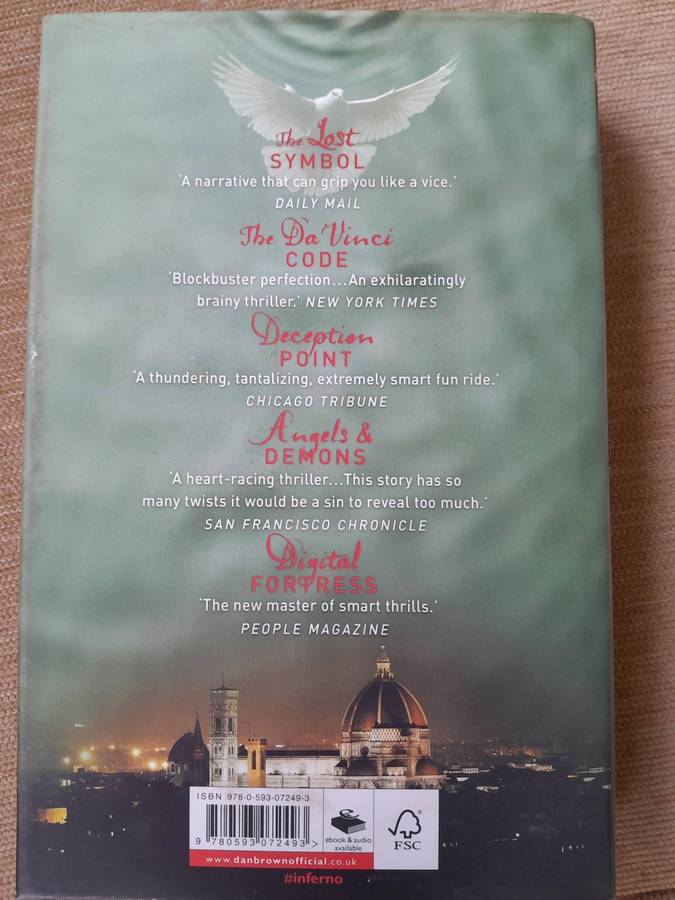 The Lost
SYMBOL
'A narrative that can grip you like a vice.'
DAILY MAIL
The Da Vinci
CODE
'Blockbuster perfection...An exhilaratingly
brainy thriller.' NEW YORK TIMES
Deception
POINT
'A thundering, tantalizing, extremely smart fun ride.'
CHICAGO TRIBUNE
Angels &
DEMONS
'A heart-racing thriller...This story has so
many twists it would be a sin to reveal too much.'
SAN FRANCISCO CHRONICLE
Digital
FORTRESS
'The new master of smart thrills.'
PEOPLE MAGAZINE
ISBN 978-0-593-07249-3
9 780593 072493 >
ebook & audio
available
FSC
www.danbrownofficial.co.uk
#inferno